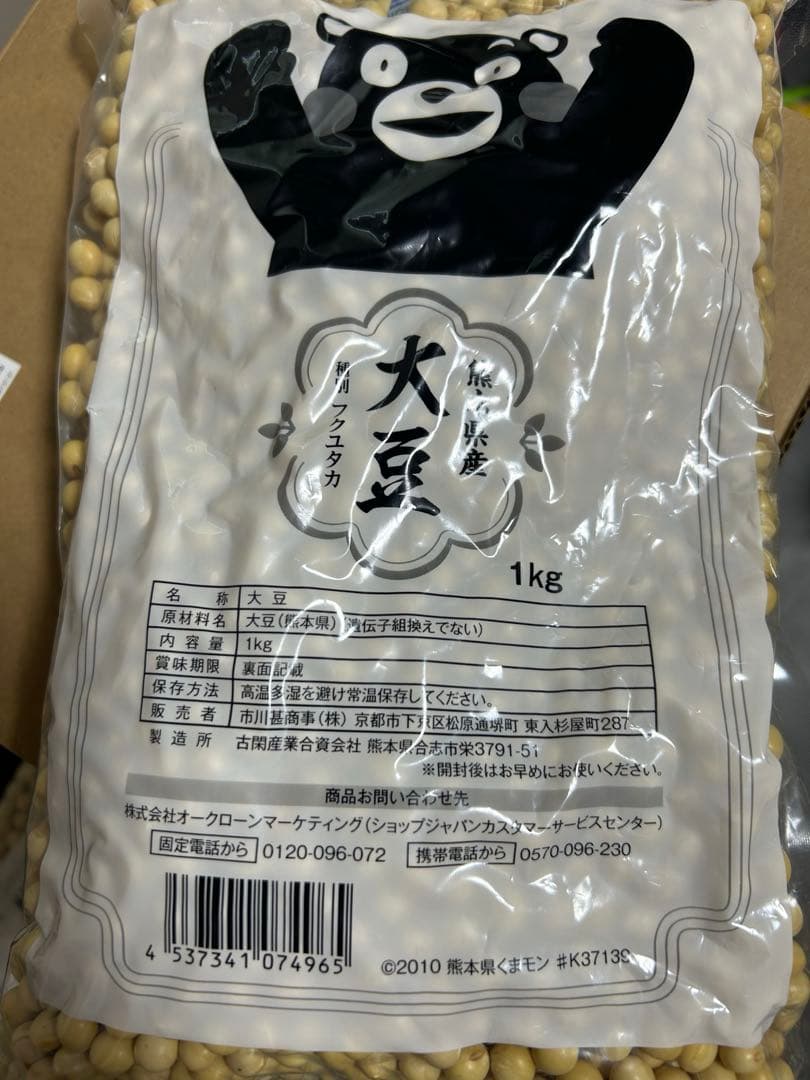 熊本県産
大豆
種別 フクユタカ
1kg
名称 大豆
原材料名 大豆(熊本県)(遺伝子組換えでない)
内容量 1kg
賞味期限 裏面記載
保存方法 高温多湿を避け常温保存してください。
販売者 市川甚商事(株) 京都市下京区松原通堺町 東入杉屋町287
製造所 古閑産業合資会社 熊本県合志市栄3791-51
※開封後はお早めにお使いください。
商品お問い合わせ先
株式会社オークローンマーケティング(ショップジャパンカスタマーサービスセンター)
固定電話から 0120-096-072 携帯電話から 0570-096-230
4 537341 074965
©2010 熊本県くまモン #K37139